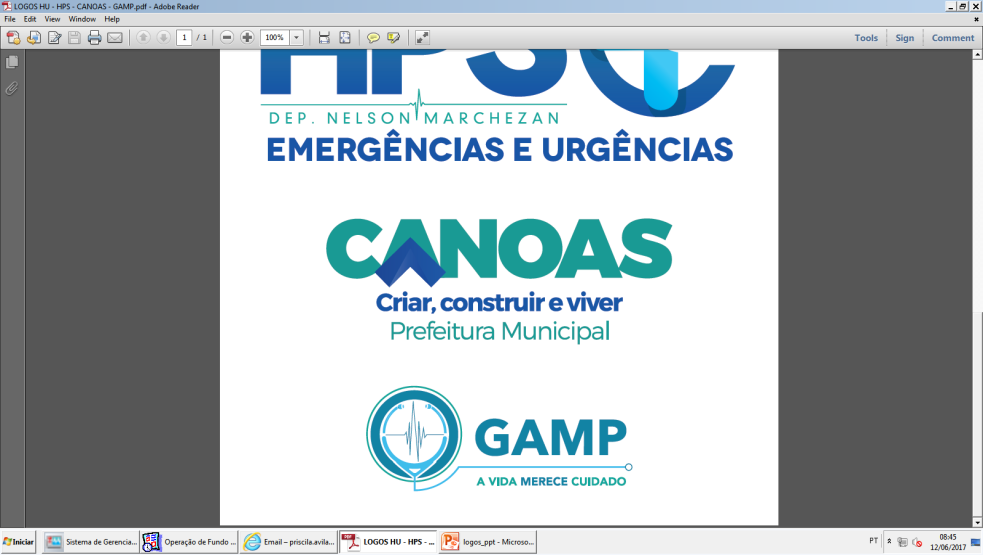 LOGOS HU - HPS - CANOAS - GAMP.pdf - Adobe Reader
File Edit View Window Help
1 / 1 100% Tools Sign Comment
HPS
DEP. NELSON MARCHEZAN
EMERGÊNCIAS E URGÊNCIAS
CANOAS
Criar, construir e viver
Prefeitura Municipal
GAMP
A VIDA MERECE CUIDADO
Iniciar Sistema de Gerencia... Operação de Fundo ... Email – priscila.avila... LOGOS HU - HPS - ... logos_ppt - Microso... PT 08:45
12/06/2017